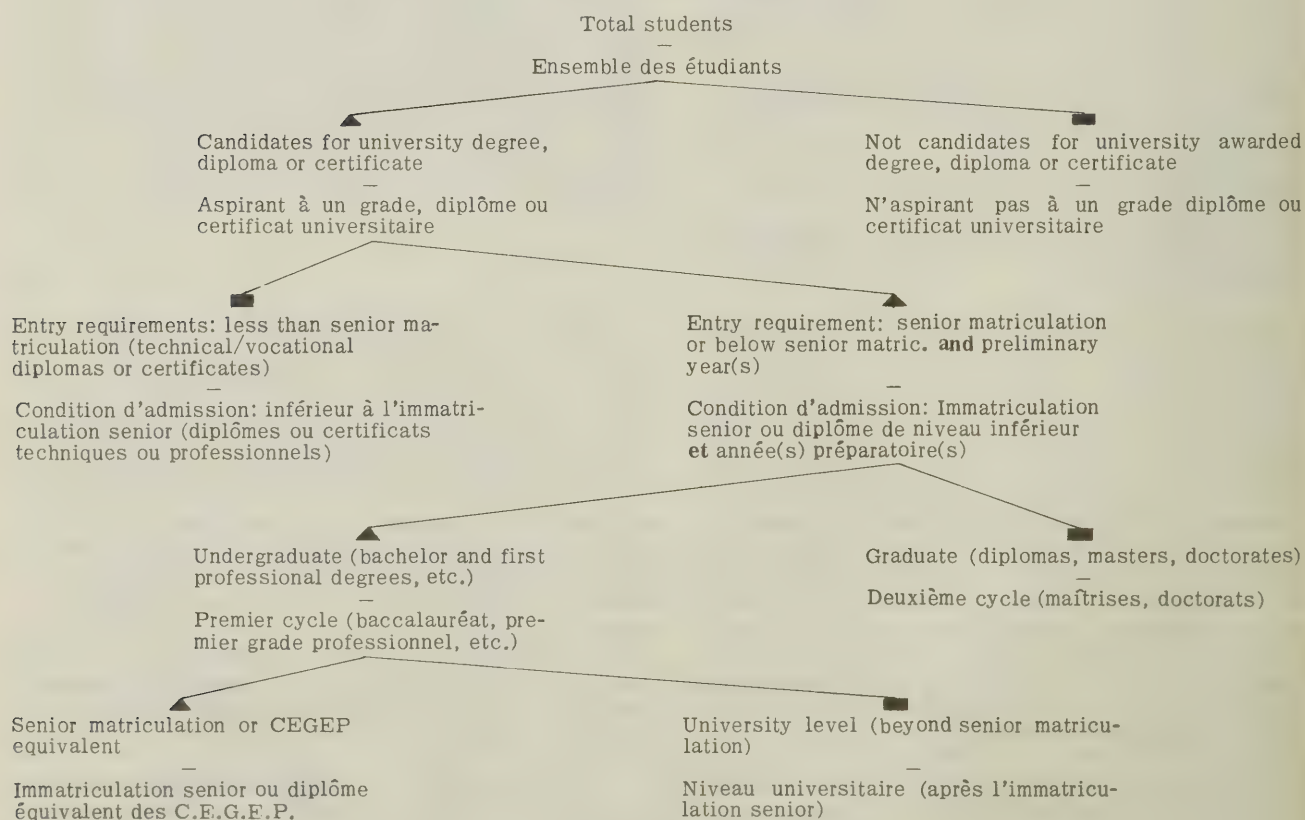 Total students
—
Ensemble des étudiants
Candidates for university degree,
diploma or certificate
—
Aspirant à un grade, diplôme ou
certificat universitaire
Not candidates for university awarded
degree, diploma or certificate
—
N'aspirant pas à un grade diplôme ou
certificat universitaire
Entry requirements: less than senior ma-
triculation (technical/vocational
diplomas or certificates)
—
Condition d'admission: inférieur à l'immatri-
culation senior (diplômes ou certificats
techniques ou professionnels)
Entry requirement: senior matriculation
or below senior matric. and preliminary
year(s)
—
Condition d'admission: Immatriculation
senior ou diplôme de niveau inférieur
et année(s) préparatoire(s)
Undergraduate (bachelor and first
professional degrees, etc.)
—
Premier cycle (baccalauréat, pre-
mier grade professionnel, etc.)
Graduate (diplomas, masters, doctorates)
—
Deuxième cycle (maîtrises, doctorats)
Senior matriculation or CEGEP
equivalent
—
Immatriculation senior ou diplôme
équivalent des C.E.G.E.P.
University level (beyond senior matricu-
lation)
—
Niveau universitaire (après l'immatricu-
lation senior)